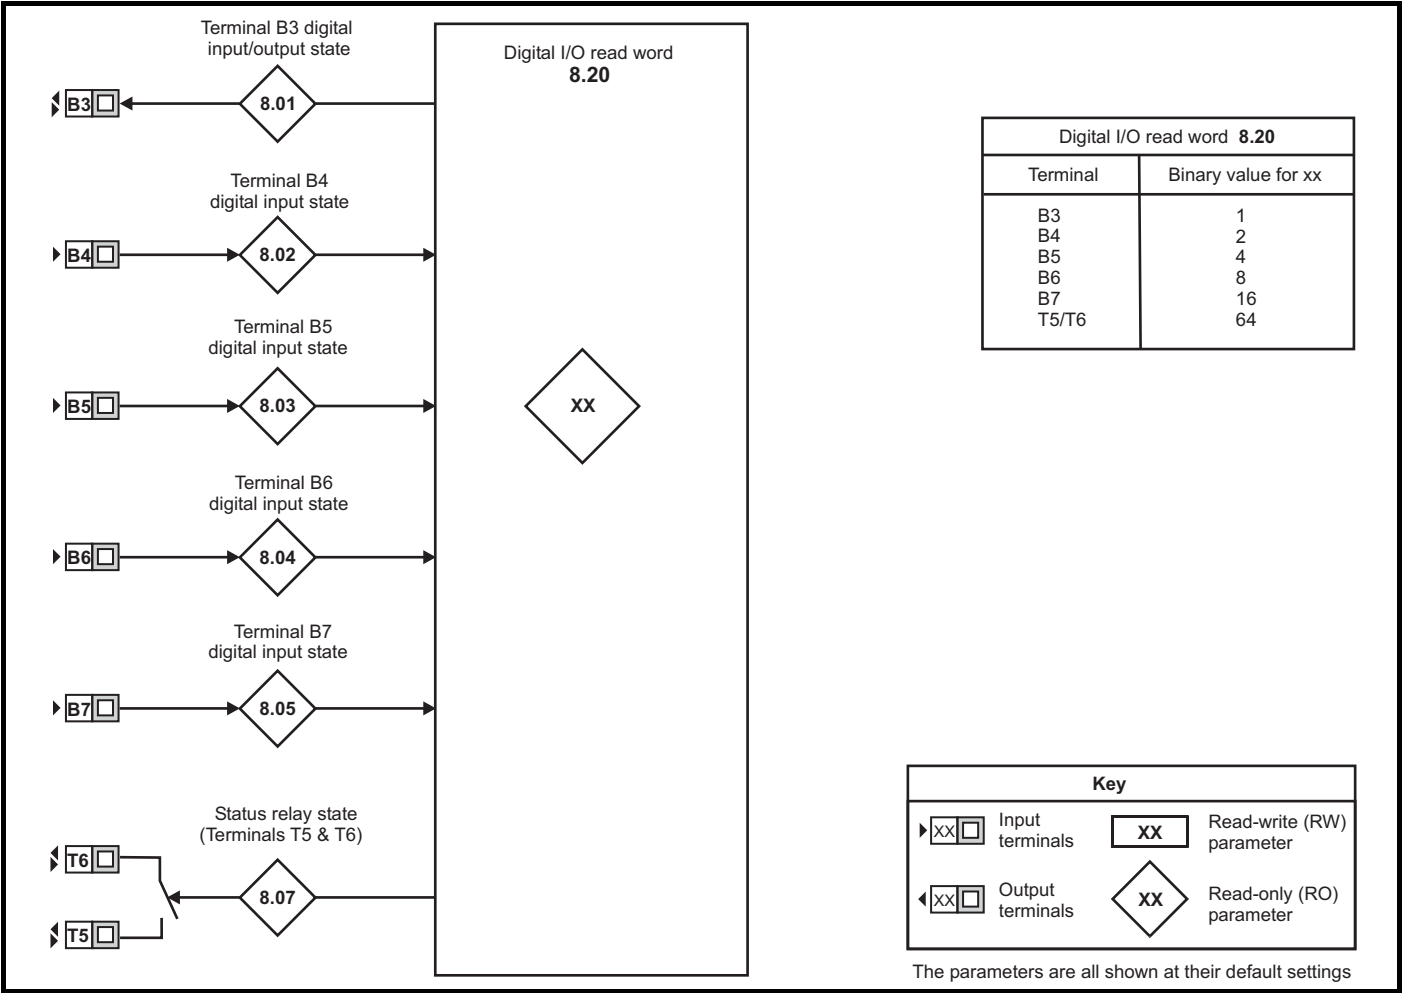 Terminal B3 digital
input/output state
B3
8.01
Terminal B4
digital input state
B4
8.02
Terminal B5
digital input state
B5
8.03
Terminal B6
digital input state
B6
8.04
Terminal B7
digital input state
B7
8.05
Status relay state
(Terminals T5 & T6)
T6
8.07
T5
Digital I/O read word
8.20
XX
Digital I/O read word 8.20
Terminal Binary value for xx
B3 1
B4 2
B5 4
B6 8
B7 16
T5/T6 64
Key
XX
Input
terminals
XX
Read-write (RW)
parameter
XX
Output
terminals
XX
Read-only (RO)
parameter
The parameters are all shown at their default settings